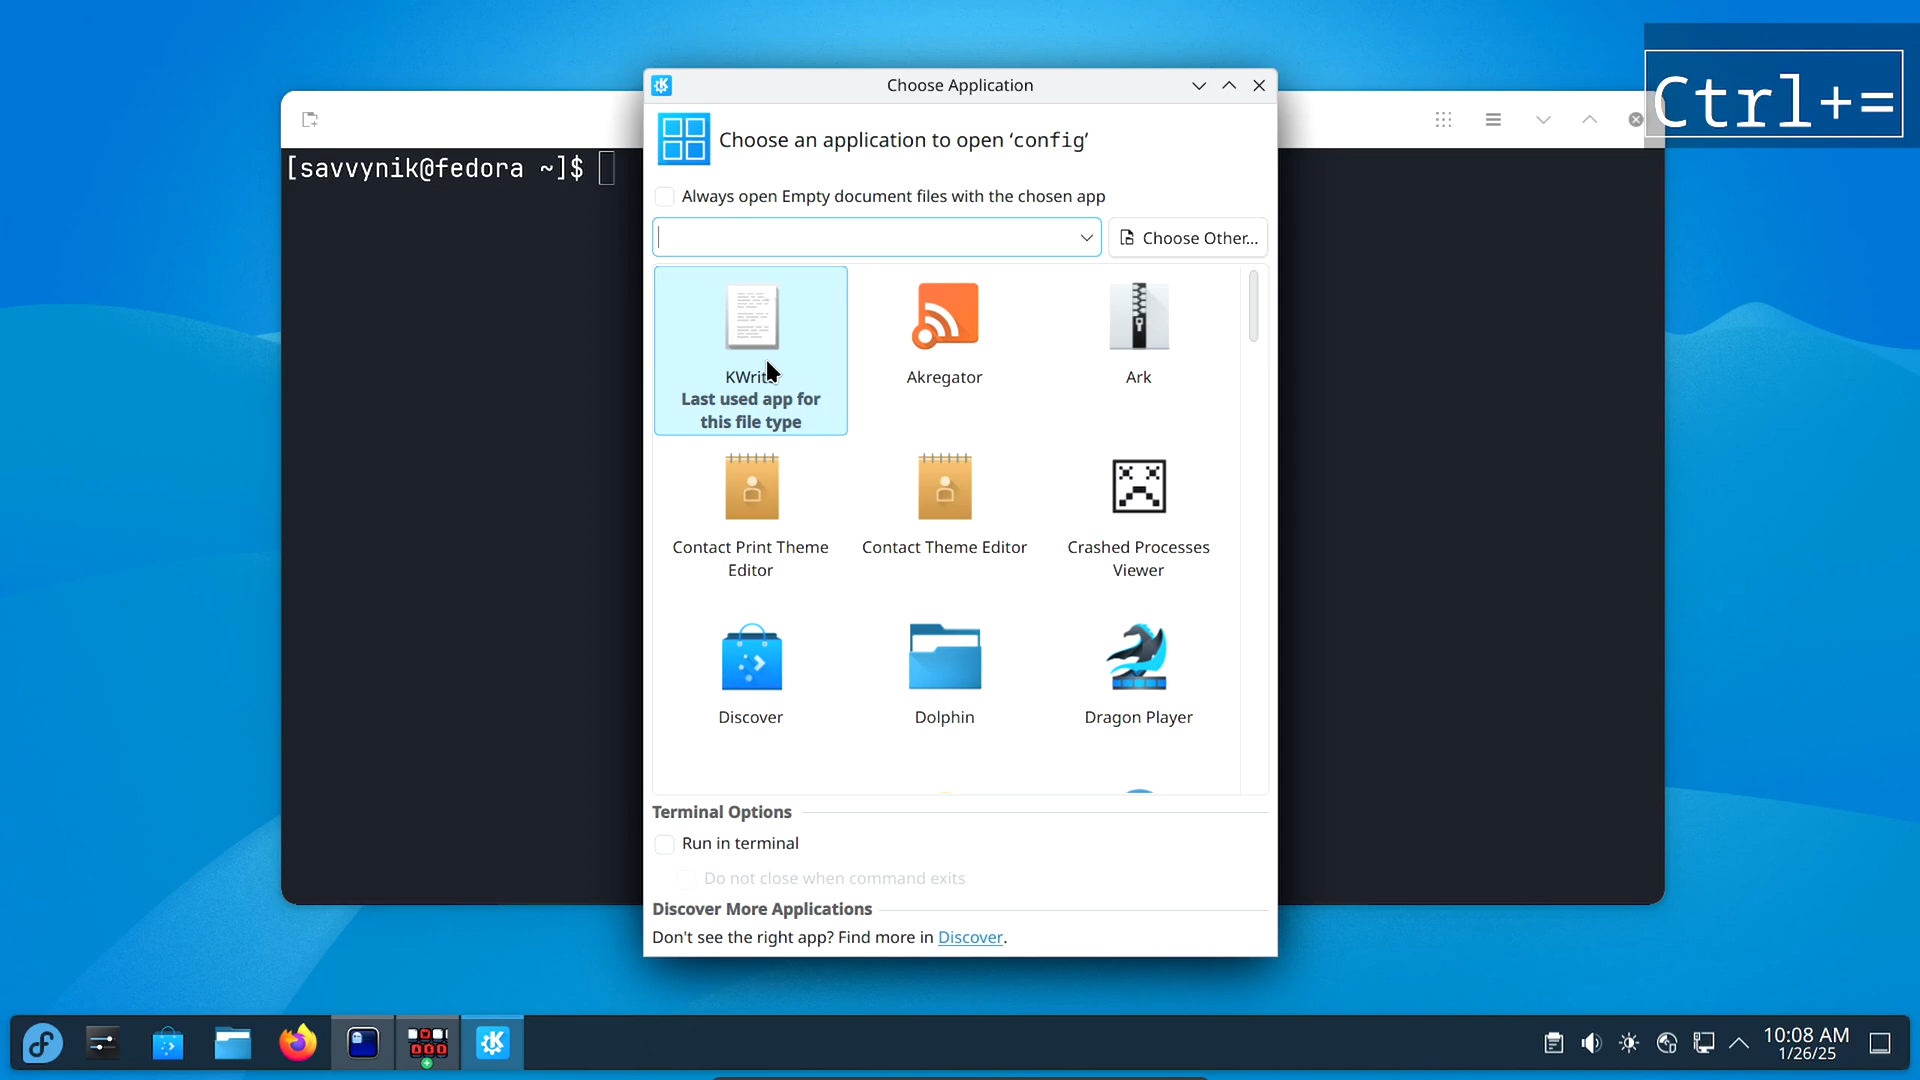 Ctrl+=
Choose Application
Choose an application to open ‘config’
[savvynik@fedora ~]$
Always open Empty document files with the chosen app
Choose Other...
KWrit
Last used app for
this file type
Akregator
Ark
Contact Print Theme
Editor
Contact Theme Editor
Crashed Processes
Viewer
Discover
Dolphin
Dragon Player
Terminal Options
Run in terminal
Do not close when command exits
Discover More Applications
Don't see the right app? Find more in Discover.
10:08 AM
1/26/25